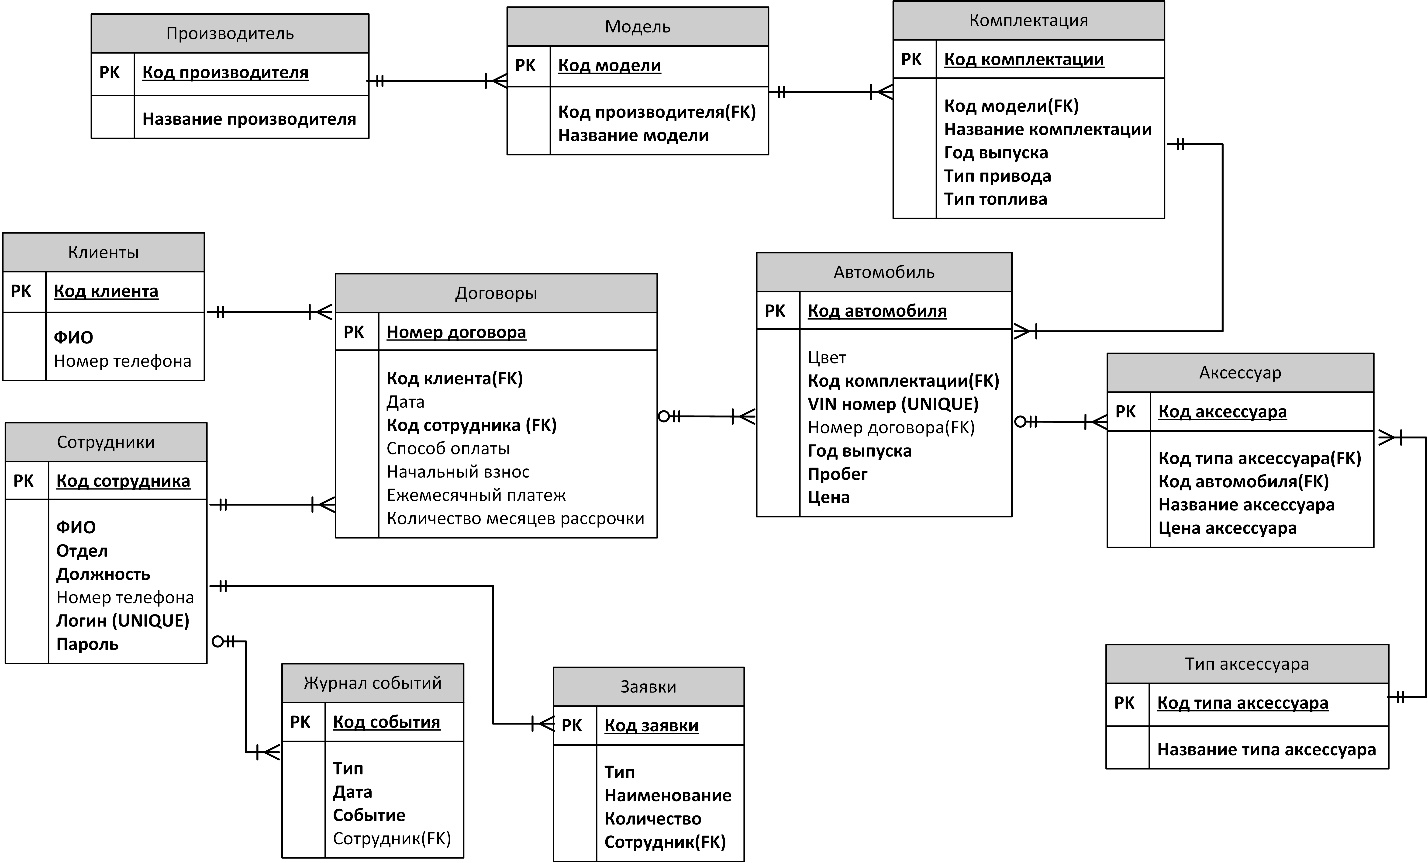 Производитель
PK Код производителя
Название производителя
Модель
PK Код модели
Код производителя(FK)
Название модели
Комплектация
PK Код комплектации
Код модели(FK)
Название комплектации
Год выпуска
Тип привода
Тип топлива
Клиенты
PK Код клиента
ФИО
Номер телефона
Договоры
PK Номер договора
Код клиента(FK)
Дата
Код сотрудника (FK)
Способ оплаты
Начальный взнос
Ежемесячный платеж
Количество месяцев рассрочки
Автомобиль
PK Код автомобиля
Цвет
Код комплектации(FK)
VIN номер (UNIQUE)
Номер договора(FK)
Год выпуска
Пробег
Цена
Аксессуар
PK Код аксессуара
Код типа аксессуара(FK)
Код автомобиля(FK)
Название аксессуара
Цена аксессуара
Сотрудники
PK Код сотрудника
ФИО
Отдел
Должность
Номер телефона
Логин (UNIQUE)
Пароль
Журнал событий
PK Код события
Тип
Дата
Событие
Сотрудник(FK)
Заявки
PK Код заявки
Тип
Наименование
Количество
Сотрудник(FK)
Тип аксессуара
PK Код типа аксессуара
Название типа аксессуара